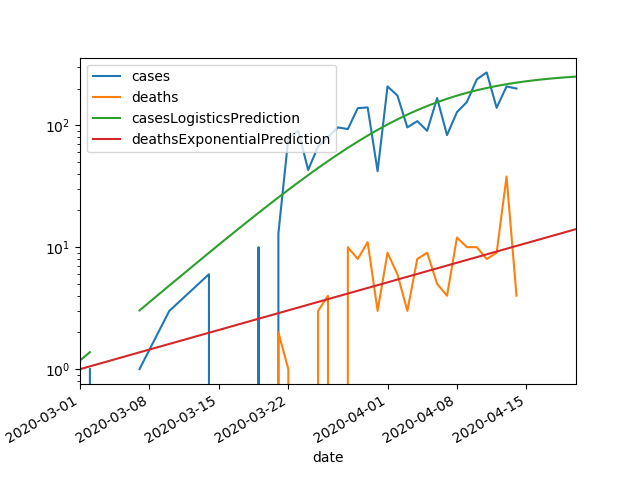 cases
deaths
casesLogisticsPrediction
deathsExponentialPrediction
10²
10¹
10⁰
2020-03-01
2020-03-08
2020-03-15
2020-03-22
2020-04-01
2020-04-08
2020-04-15
date